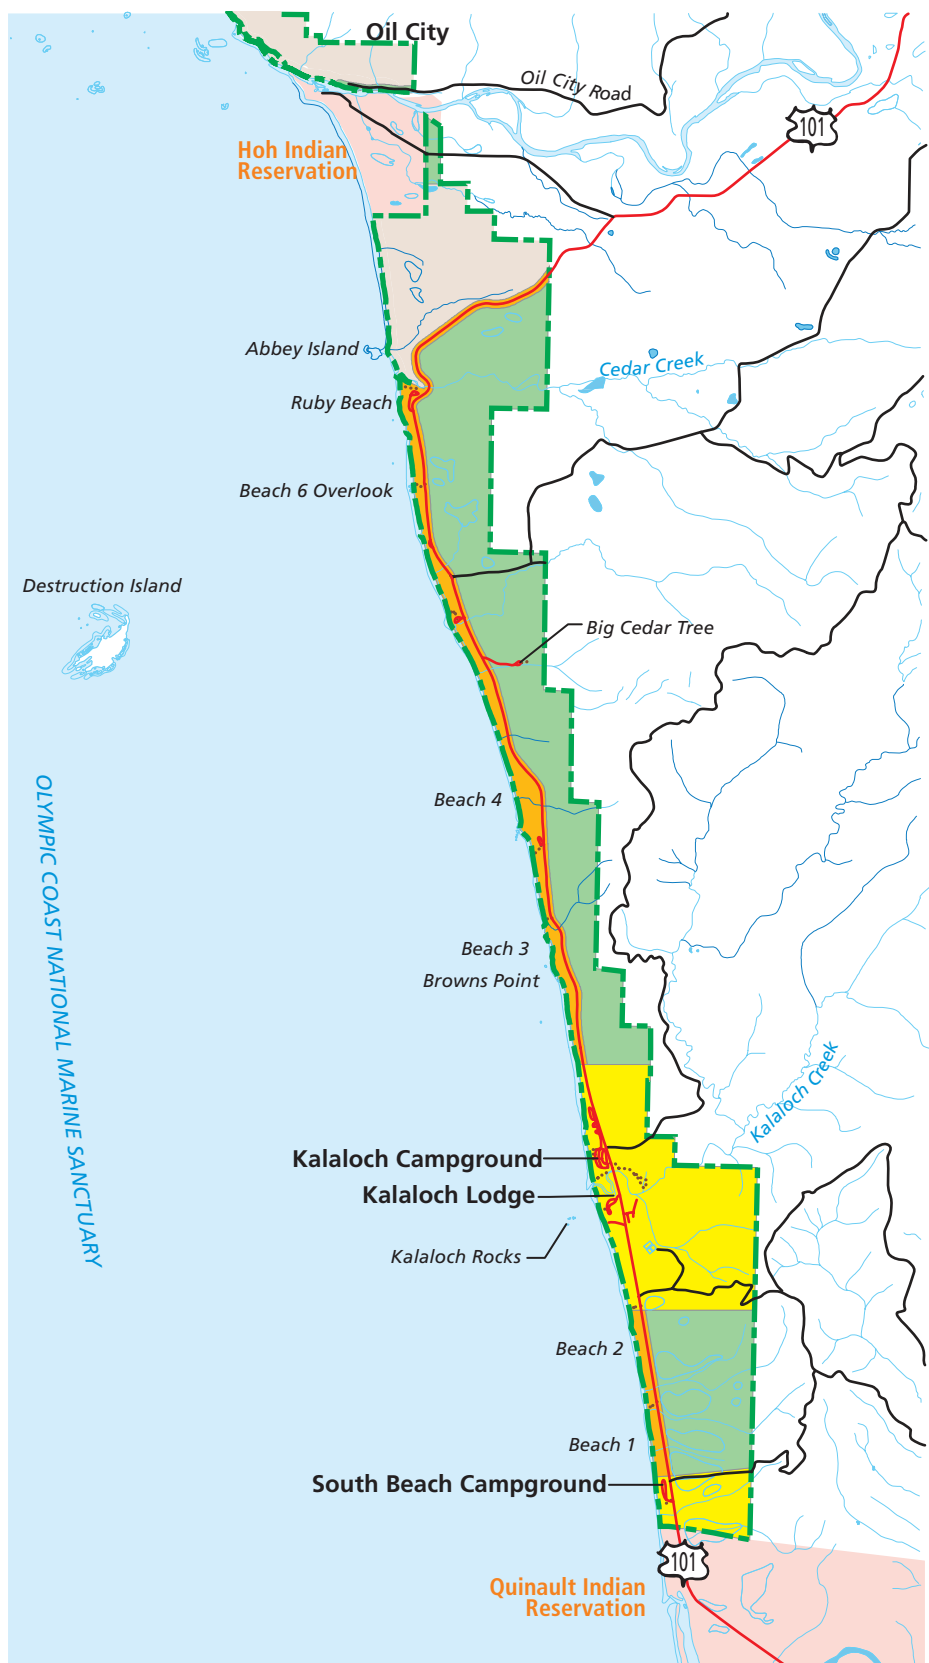 Oil City
Oil City Road
101
Hoh Indian
Reservation
Abbey Island
Cedar Creek
Ruby Beach
Beach 6 Overlook
Destruction Island
Big Cedar Tree
OLYMPIC COAST NATIONAL MARINE SANCTUARY
Beach 4
Beach 3
Browns Point
Kalaloch Creek
Kalaloch Campground
Kalaloch Lodge
Kalaloch Rocks
Beach 2
Beach 1
South Beach Campground
101
Quinault Indian
Reservation